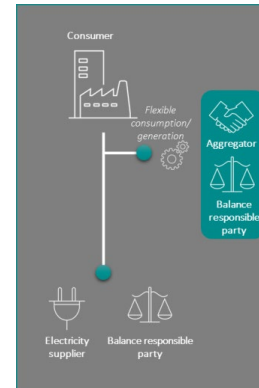 Consumer
Flexible
consumption/
generation
Aggregator
Balance
responsible
party
Electricity
supplier
Balance responsible
party